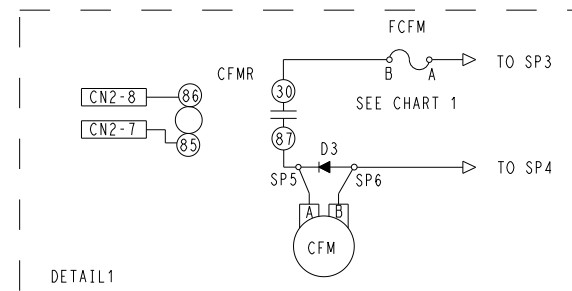 FCFM
TO SP3
B
A
CFMR
30
SEE CHART 1
CN2-8
86
CN2-7
85
87
D3
TO SP4
SP5
SP6
A
B
CFM
DETAIL1